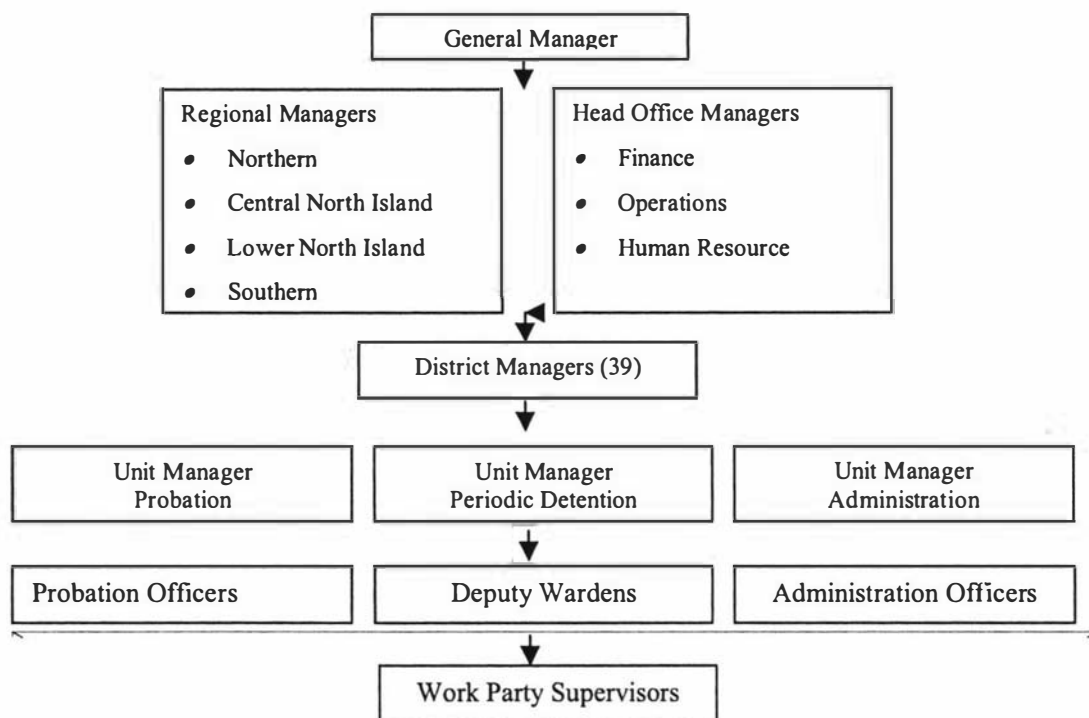 General Manager
Regional Managers
• Northern
• Central North Island
• Lower North Island
• Southern
Head Office Managers
• Finance
• Operations
• Human Resource
District Managers (39)
Unit Manager
Probation
Unit Manager
Periodic Detention
Unit Manager
Administration
Probation Officers
Deputy Wardens
Administration Officers
Work Party Supervisors